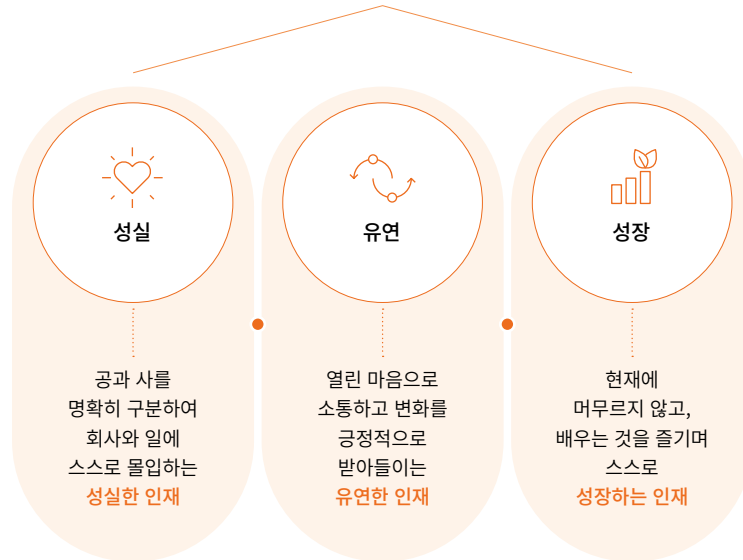 성실
공과 사를
명확히 구분하여
회사와 일에
스스로 몰입하는
성실한 인재
유연
열린 마음으로
소통하고 변화를
긍정적으로
받아들이는
유연한 인재
성장
현재에
머무르지 않고,
배우는 것을 즐기며
스스로
성장하는 인재